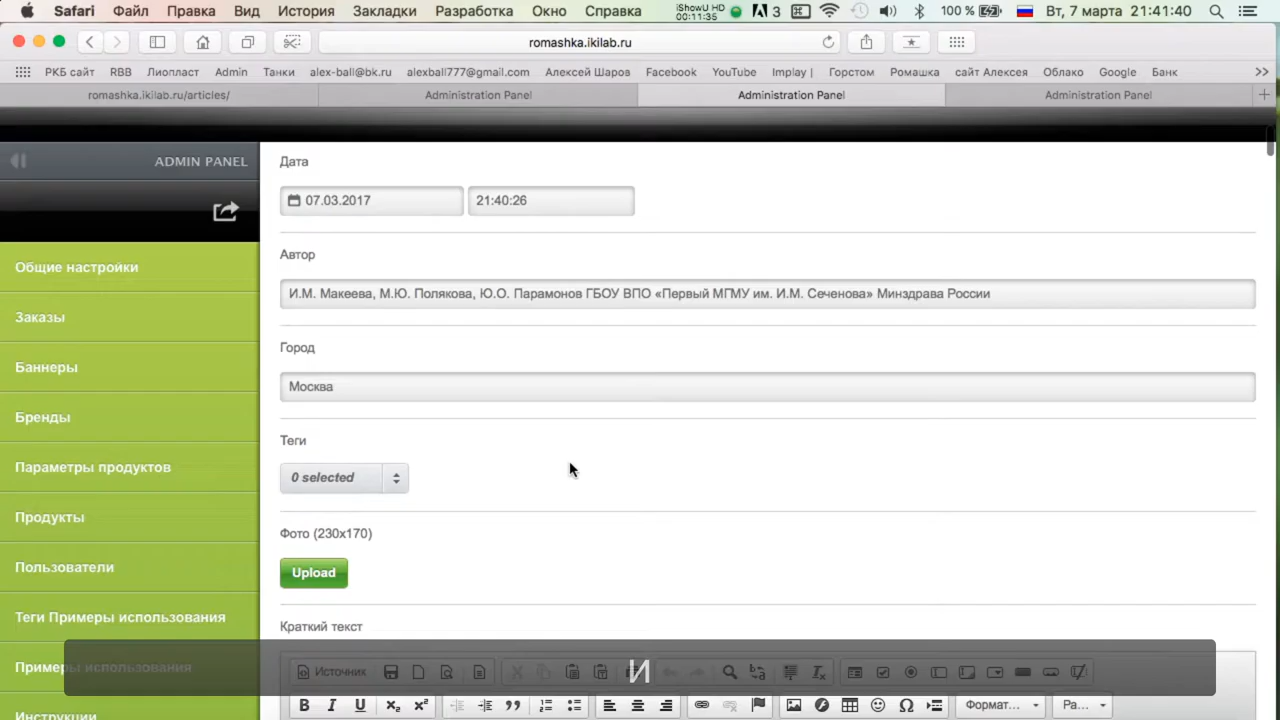 Safari Файл Правка Вид История Закладки Разработка Окно Справка iShowU HD 00:11:35 3 100 % Вт, 7 марта 21:41:40
romashka.ikilab.ru
РКБ сайт RBB Лиопласт Admin Танки alex-ball@bk.ru alexball777@gmail.com Алексей Шаров Facebook YouTube Implay | Горстом Ромашка сайт Алексея Облако Google Банк
romashka.ikilab.ru/articles/ Administration Panel Administration Panel Administration Panel
ADMIN PANEL
Общие настройки
Заказы
Баннеры
Бренды
Параметры продуктов
Продукты
Пользователи
Теги Примеры использования
Примеры использования
Инструкции
Дата
07.03.2017 21:40:26
Автор
И.М. Макеева, М.Ю. Полякова, Ю.О. Парамонов ГБОУ ВПО «Первый МГМУ им. И.М. Сеченова» Минздрава России
Город
Москва
Теги
0 selected
Фото (230x170)
Upload
Краткий текст
Источник
И
B I U x₂ x² Формат... Ра...